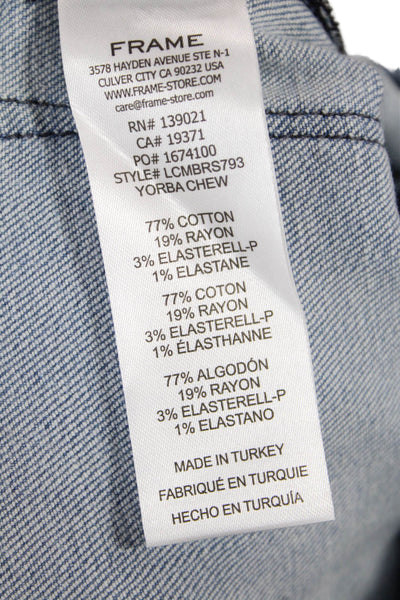 FRAME
3578 HAYDEN AVENUE STE N-1
CULVER CITY CA 90232 USA
WWW.FRAME-STORE.COM
care@frame-store.com
RN# 139021
CA# 19371
PO# 1674100
STYLE# LCMBRS793
YORBA CHEW
77% COTTON
19% RAYON
3% ELASTERELL-P
1% ELASTANE
77% COTON
19% RAYON
3% ELASTERELL-P
1% ÉLASTHANNE
77% ALGODÓN
19% RAYON
3% ELASTERELL-P
1% ELASTANO
MADE IN TURKEY
FABRIQUÉ EN TURQUIE
HECHO EN TURQUÍA